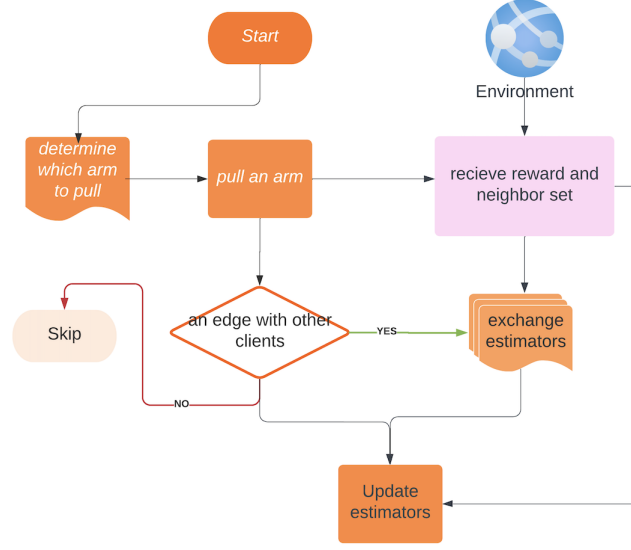 Start
Environment
determine
which arm
to pull
pull an arm
recieve reward and
neighbor set
an edge with other
clients
YES
exchange
estimators
Skip
NO
Update
estimators